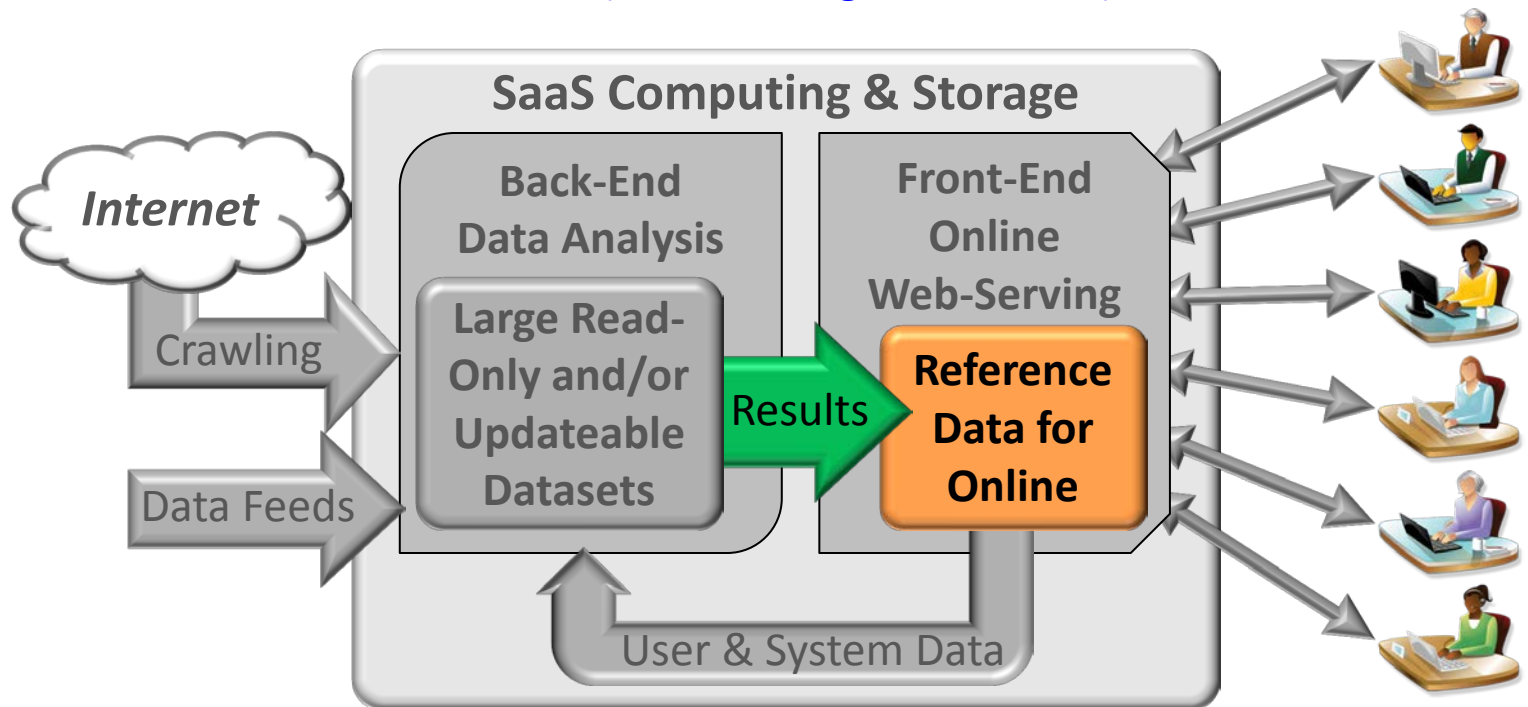 SaaS Computing & Storage
Internet
Crawling
Data Feeds
Back-End
Data Analysis
Large Read-
Only and/or
Updateable
Datasets
Results
Front-End
Online
Web-Serving
Reference
Data for
Online
User & System Data